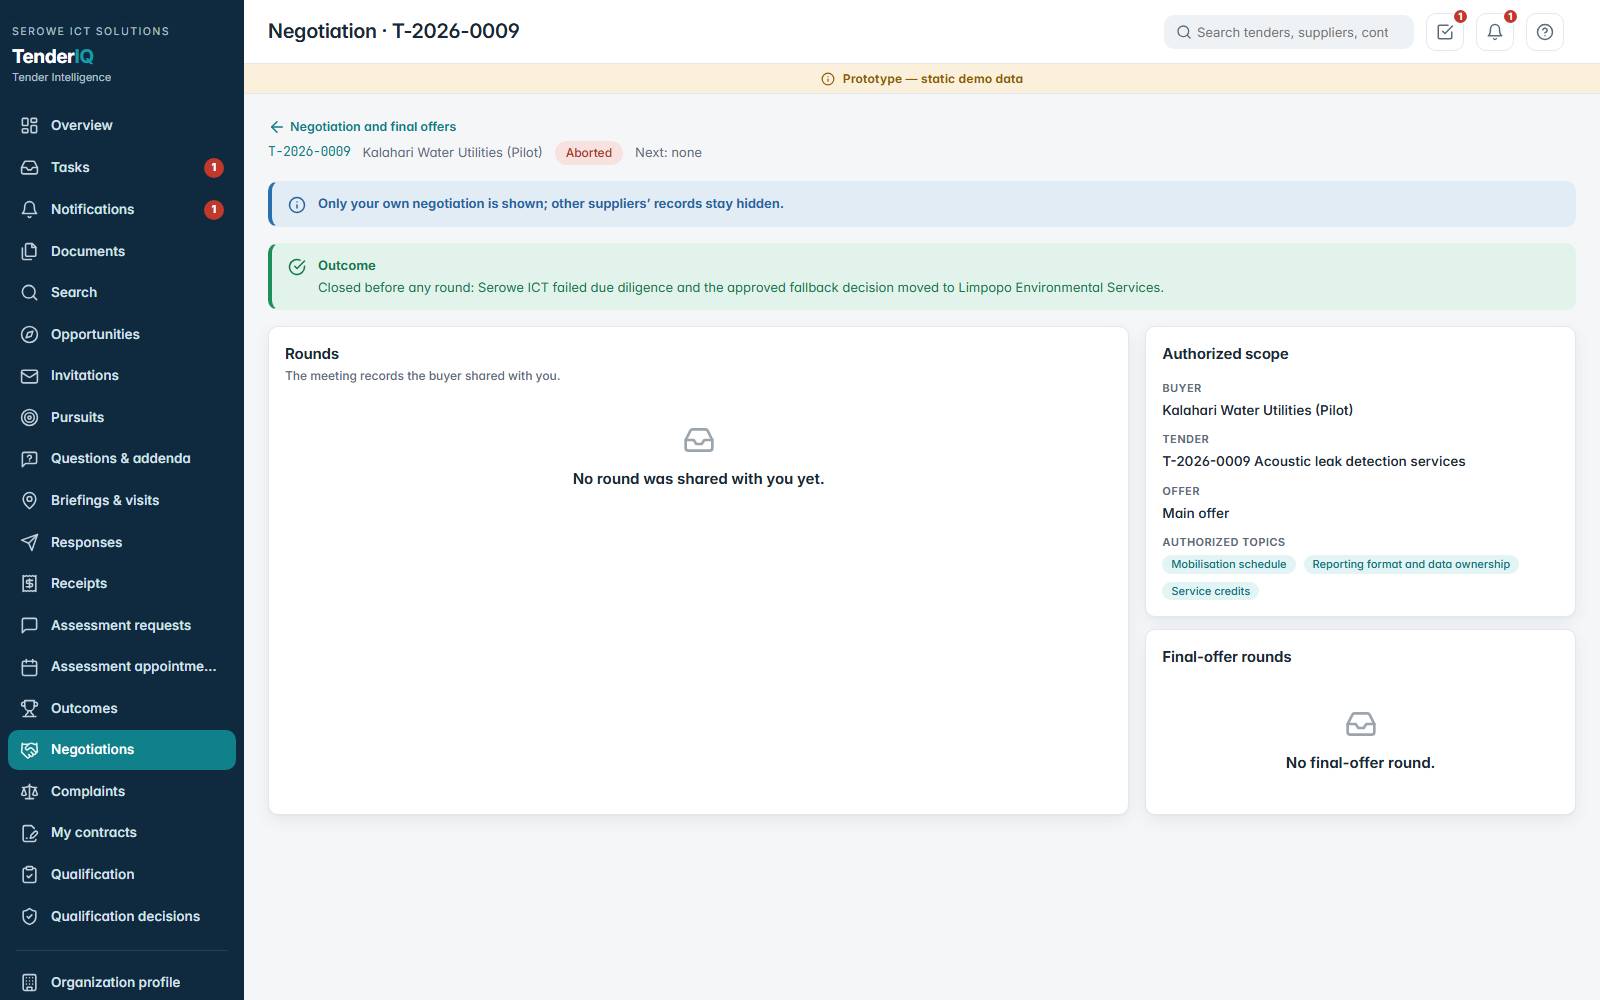 SEROWE ICT SOLUTIONS
TenderIQ
Tender Intelligence
Overview
Tasks 1
Notifications 1
Documents
Search
Opportunities
Invitations
Pursuits
Questions & addenda
Briefings & visits
Responses
Receipts
Assessment requests
Assessment appointme...
Outcomes
Negotiations
Complaints
My contracts
Qualification
Qualification decisions
Organization profile
Negotiation · T-2026-0009
Search tenders, suppliers, cont
1
1
Prototype — static demo data
Negotiation and final offers
T-2026-0009 Kalahari Water Utilities (Pilot) Aborted Next: none
Only your own negotiation is shown; other suppliers’ records stay hidden.
Outcome
Closed before any round: Serowe ICT failed due diligence and the approved fallback decision moved to Limpopo Environmental Services.
Rounds
The meeting records the buyer shared with you.
No round was shared with you yet.
Authorized scope
BUYER
Kalahari Water Utilities (Pilot)
TENDER
T-2026-0009 Acoustic leak detection services
OFFER
Main offer
AUTHORIZED TOPICS
Mobilisation schedule Reporting format and data ownership
Service credits
Final-offer rounds
No final-offer round.